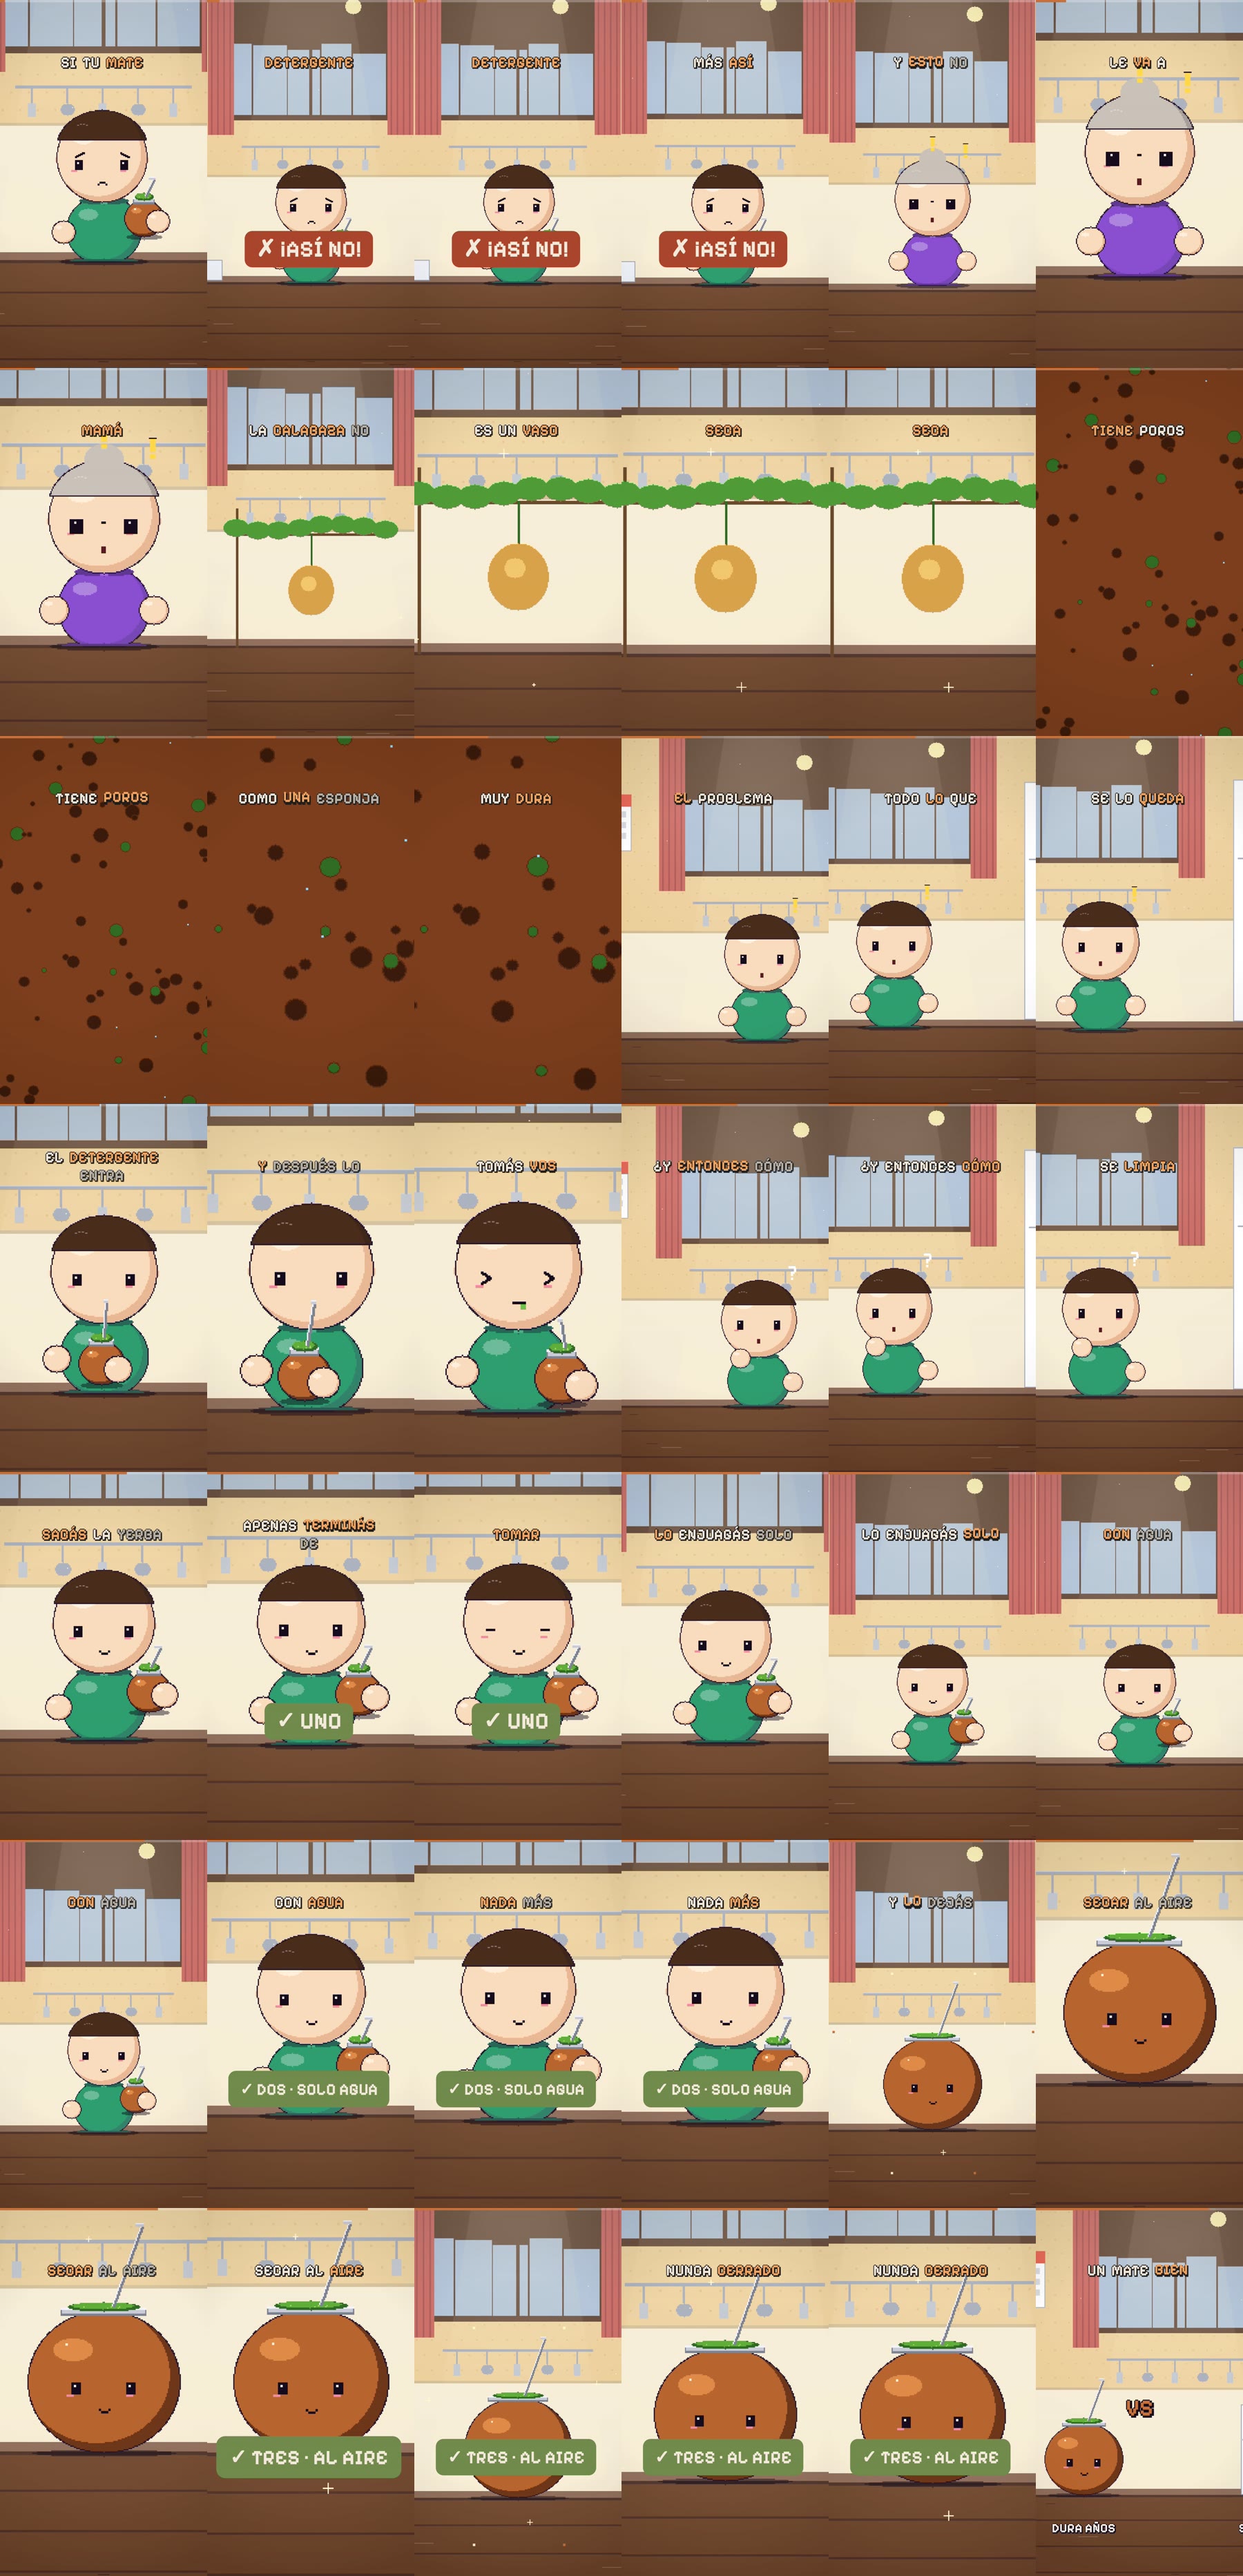 SI TU MATE
DETERGENTE
✗ ¡ASÍ NO!
DETERGENTE
✗ ¡ASÍ NO!
MÁS ASÍ
✗ ¡ASÍ NO!
Y ESTO NO
LE VA A
MAMÁ
LA CALABAZA NO
ES UN VASO
SECA
SECA
TIENE POROS
TIENE POROS
COMO UNA ESPONJA
MUY DURA
EL PROBLEMA
TODO LO QUE
SE LO QUEDA
EL DETERGENTE
ENTRA
Y DESPUÉS LO
TOMÁS VOS
¿Y ENTONCES CÓMO
¿Y ENTONCES CÓMO
?
SE LIMPIA
?
SACÁS LA YERBA
APENAS TERMINÁS
DE
✓ UNO
TOMAR
✓ UNO
LO ENJUAGÁS SOLO
LO ENJUAGÁS SOLO
CON AGUA
CON AGUA
CON AGUA
✓ DOS · SOLO AGUA
NADA MÁS
✓ DOS · SOLO AGUA
NADA MÁS
✓ DOS · SOLO AGUA
Y LO DEJÁS
SECAR AL AIRE
SECAR AL AIRE
SECAR AL AIRE
✓ TRES · AL AIRE
✓ TRES · AL AIRE
NUNCA CERRADO
✓ TRES · AL AIRE
NUNCA CERRADO
✓ TRES · AL AIRE
UN MATE BIEN
VS
DURA AÑOS